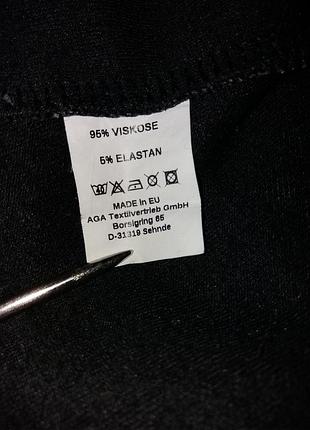 95% VISKOSE
5% ELASTAN
MADE in EU
AGA Textilvertrieb GmbH
Borsigring 65
D-31319 Sehnde